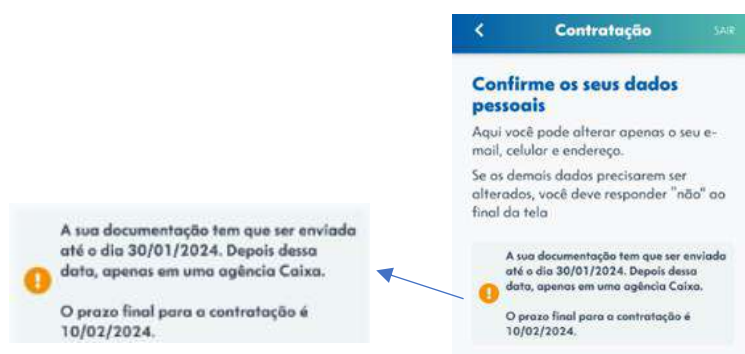 A sua documentação tem que ser enviada
até o dia 30/01/2024. Depois dessa
data, apenas em uma agência Caixa.
O prazo final para a contratação é
10/02/2024.
Contratação SAIR
Confirme os seus dados
pessoais
Aqui você pode alterar apenas o seu e-
mail, celular e endereço.
Se os demais dados precisarem ser
alterados, você deve responder "não" ao
final da tela
A sua documentação tem que ser enviada
até o dia 30/01/2024. Depois dessa
data, apenas em uma agência Caixa.
O prazo final para a contratação é
10/02/2024.